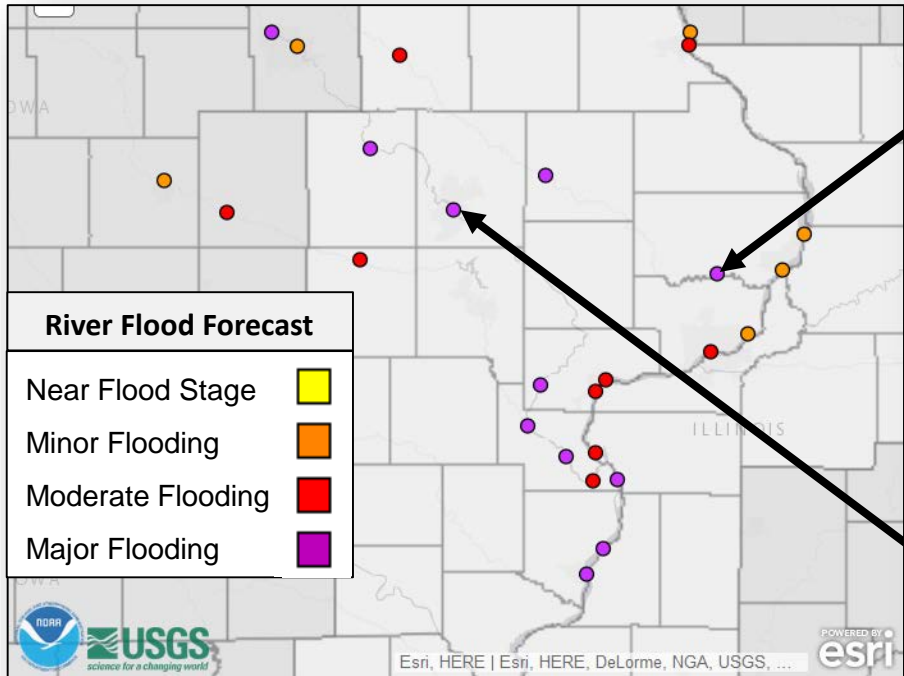 OWA
ILLINOIS
River Flood Forecast
Near Flood Stage
Minor Flooding
Moderate Flooding
Major Flooding
OWA
NOAA
USGS
science for a changing world
Esri, HERE | Esri, HERE, DeLorme, NGA, USGS, ...
POWERED BY
esri